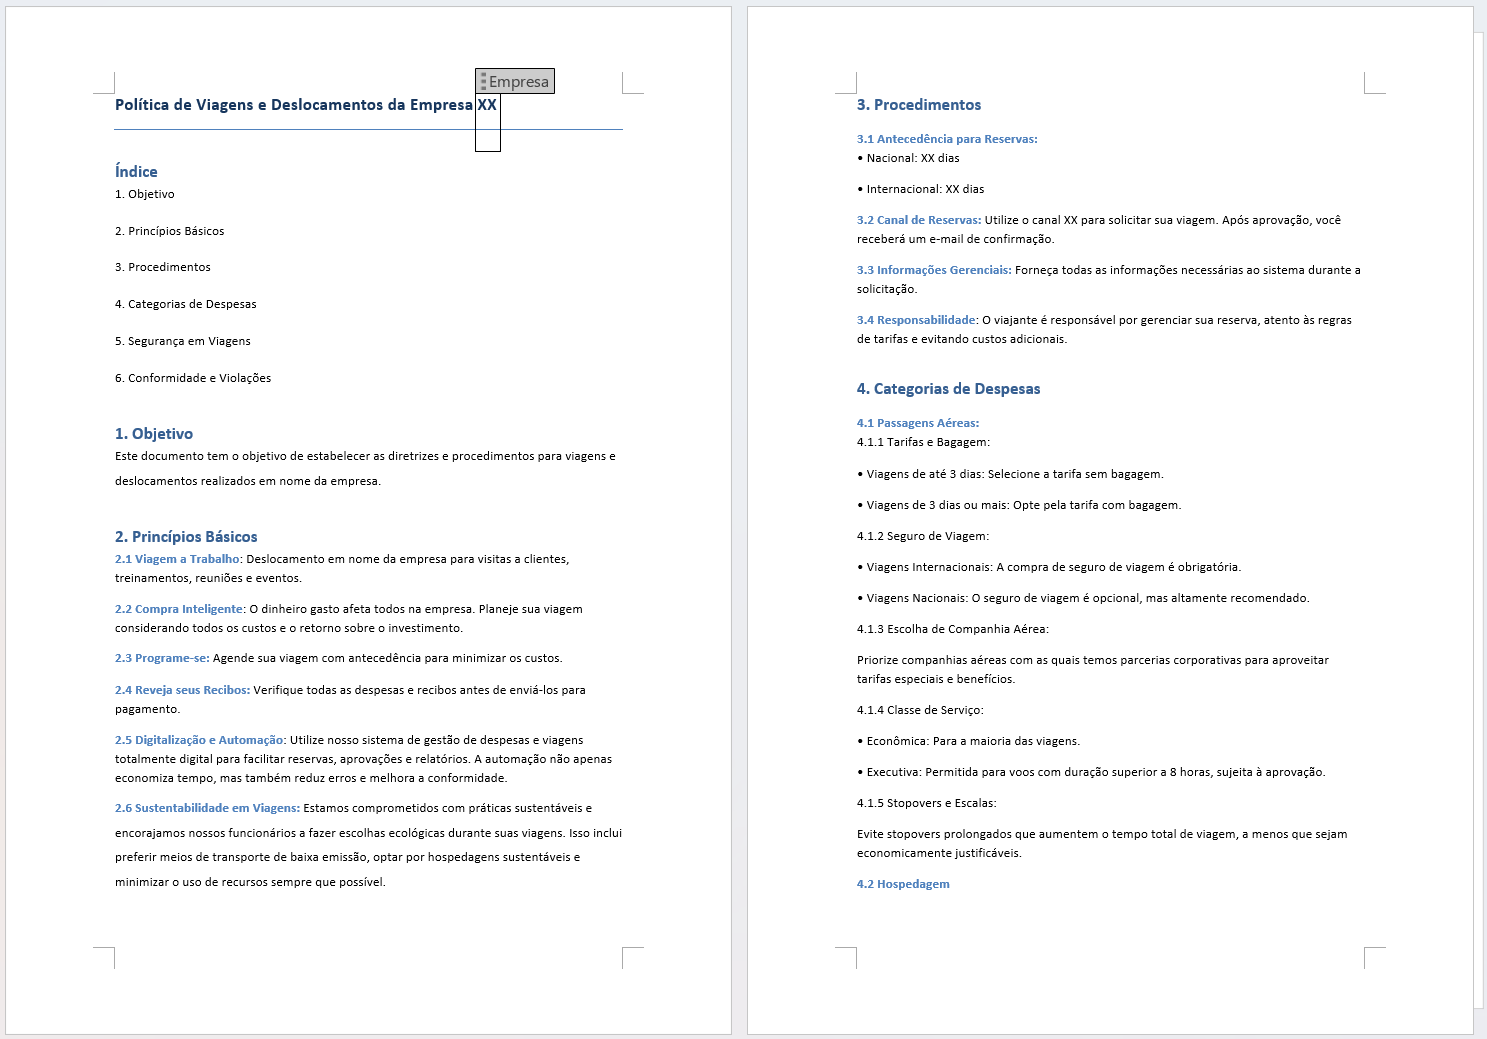 Empresa
Política de Viagens e Deslocamentos da Empresa XX
Índice
1. Objetivo
2. Princípios Básicos
3. Procedimentos
4. Categorias de Despesas
5. Segurança em Viagens
6. Conformidade e Violações
1. Objetivo
Este documento tem o objetivo de estabelecer as diretrizes e procedimentos para viagens e
deslocamentos realizados em nome da empresa.
2. Princípios Básicos
2.1 Viagem a Trabalho: Deslocamento em nome da empresa para visitas a clientes,
treinamentos, reuniões e eventos.
2.2 Compra Inteligente: O dinheiro gasto afeta todos na empresa. Planeje sua viagem
considerando todos os custos e o retorno sobre o investimento.
2.3 Programe-se: Agende sua viagem com antecedência para minimizar os custos.
2.4 Reveja seus Recibos: Verifique todas as despesas e recibos antes de enviá-los para
pagamento.
2.5 Digitalização e Automação: Utilize nosso sistema de gestão de despesas e viagens
totalmente digital para facilitar reservas, aprovações e relatórios. A automação não apenas
economiza tempo, mas também reduz erros e melhora a conformidade.
2.6 Sustentabilidade em Viagens: Estamos comprometidos com práticas sustentáveis e
encorajamos nossos funcionários a fazer escolhas ecológicas durante suas viagens. Isso inclui
preferir meios de transporte de baixa emissão, optar por hospedagens sustentáveis e
minimizar o uso de recursos sempre que possível.
3. Procedimentos
3.1 Antecedência para Reservas:
• Nacional: XX dias
• Internacional: XX dias
3.2 Canal de Reservas: Utilize o canal XX para solicitar sua viagem. Após aprovação, você
receberá um e-mail de confirmação.
3.3 Informações Gerenciais: Forneça todas as informações necessárias ao sistema durante a
solicitação.
3.4 Responsabilidade: O viajante é responsável por gerenciar sua reserva, atento às regras
de tarifas e evitando custos adicionais.
4. Categorias de Despesas
4.1 Passagens Aéreas:
4.1.1 Tarifas e Bagagem:
• Viagens de até 3 dias: Selecione a tarifa sem bagagem.
• Viagens de 3 dias ou mais: Opte pela tarifa com bagagem.
4.1.2 Seguro de Viagem:
• Viagens Internacionais: A compra de seguro de viagem é obrigatória.
• Viagens Nacionais: O seguro de viagem é opcional, mas altamente recomendado.
4.1.3 Escolha de Companhia Aérea:
Priorize companhias aéreas com as quais temos parcerias corporativas para aproveitar
tarifas especiais e benefícios.
4.1.4 Classe de Serviço:
• Econômica: Para a maioria das viagens.
• Executiva: Permitida para voos com duração superior a 8 horas, sujeita à aprovação.
4.1.5 Stopovers e Escalas:
Evite stopovers prolongados que aumentem o tempo total de viagem, a menos que sejam
economicamente justificáveis.
4.2 Hospedagem